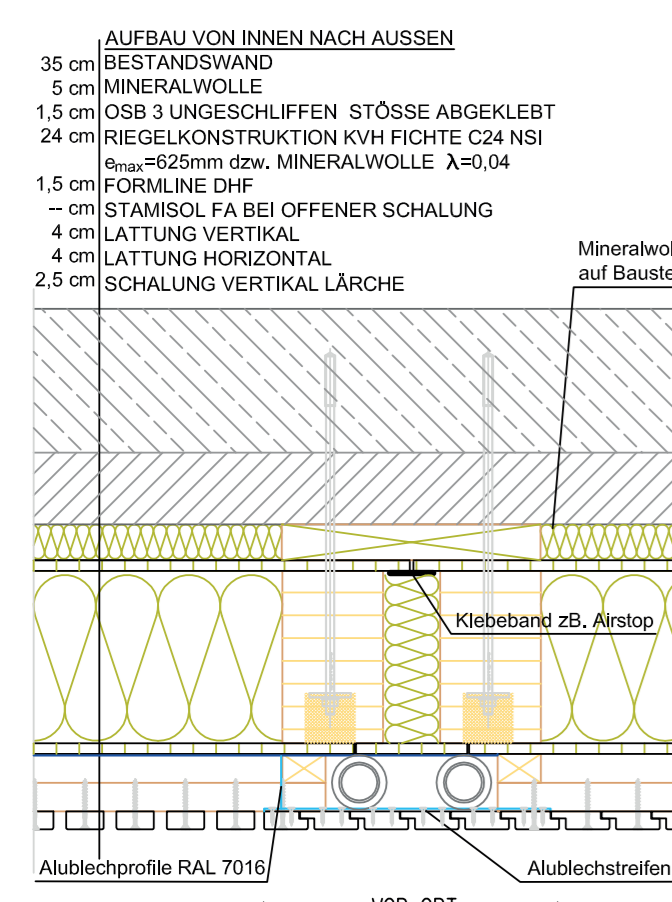 AUFBAU VON INNEN NACH AUSSEN
35 cm BESTANDSWAND
5 cm MINERALWOLLE
1,5 cm OSB 3 UNGESCHLIFFEN STÖSSE ABGEKLEBT
24 cm RIEGELKONSTRUKTION KVH FICHTE C24 NSI
emax=625mm dzw. MINERALWOLLE λ=0,04
1,5 cm FORMLINE DHF
-- cm STAMISOL FA BEI OFFENER SCHALUNG
4 cm LATTUNG VERTIKAL
4 cm LATTUNG HORIZONTAL
2,5 cm SCHALUNG VERTIKAL LÄRCHE
Mineralwol
auf Bauste
Klebeband zB. Airstop
Alublechprofile RAL 7016
Alublechstreifen